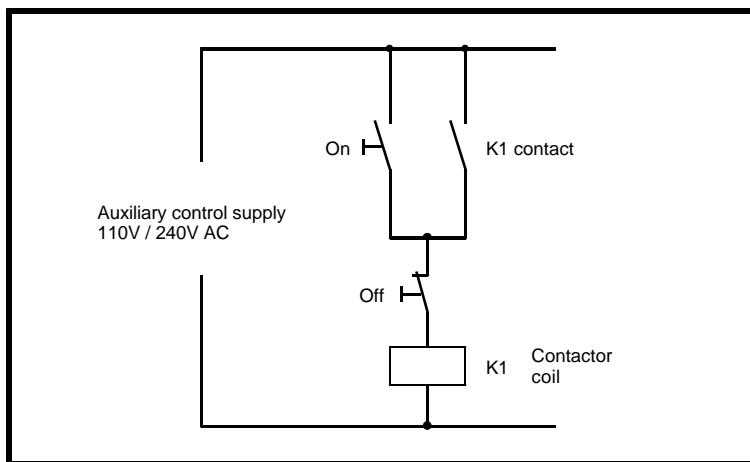 On
K1 contact
Auxiliary control supply
110V / 240V AC
Off
K1
Contactor
coil